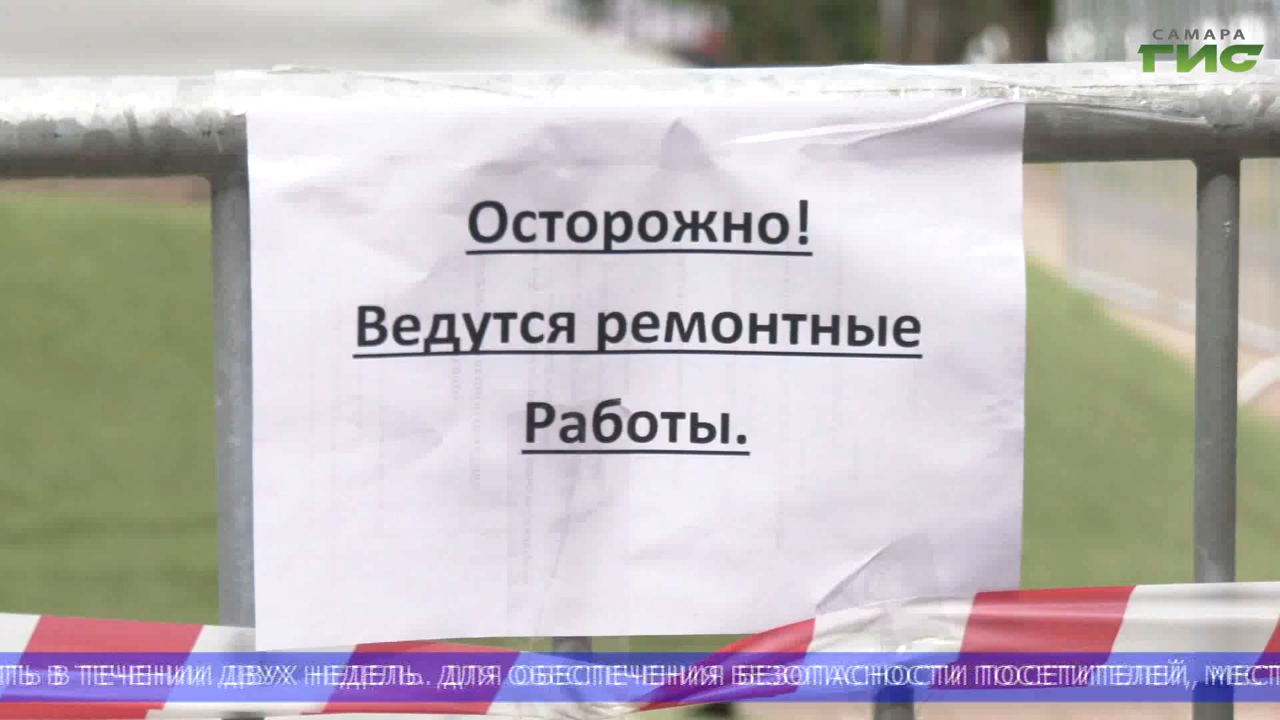 САМАРА
ГИС
Осторожно!
Ведутся ремонтные
Работы.
В ТЕЧЕНИИ ДВУХ НЕДЕЛЬ. ДЛЯ ОБЕСПЕЧЕНИЯ БЕЗОПАСНОСТИ ПОСЕТИТЕЛЕЙ,